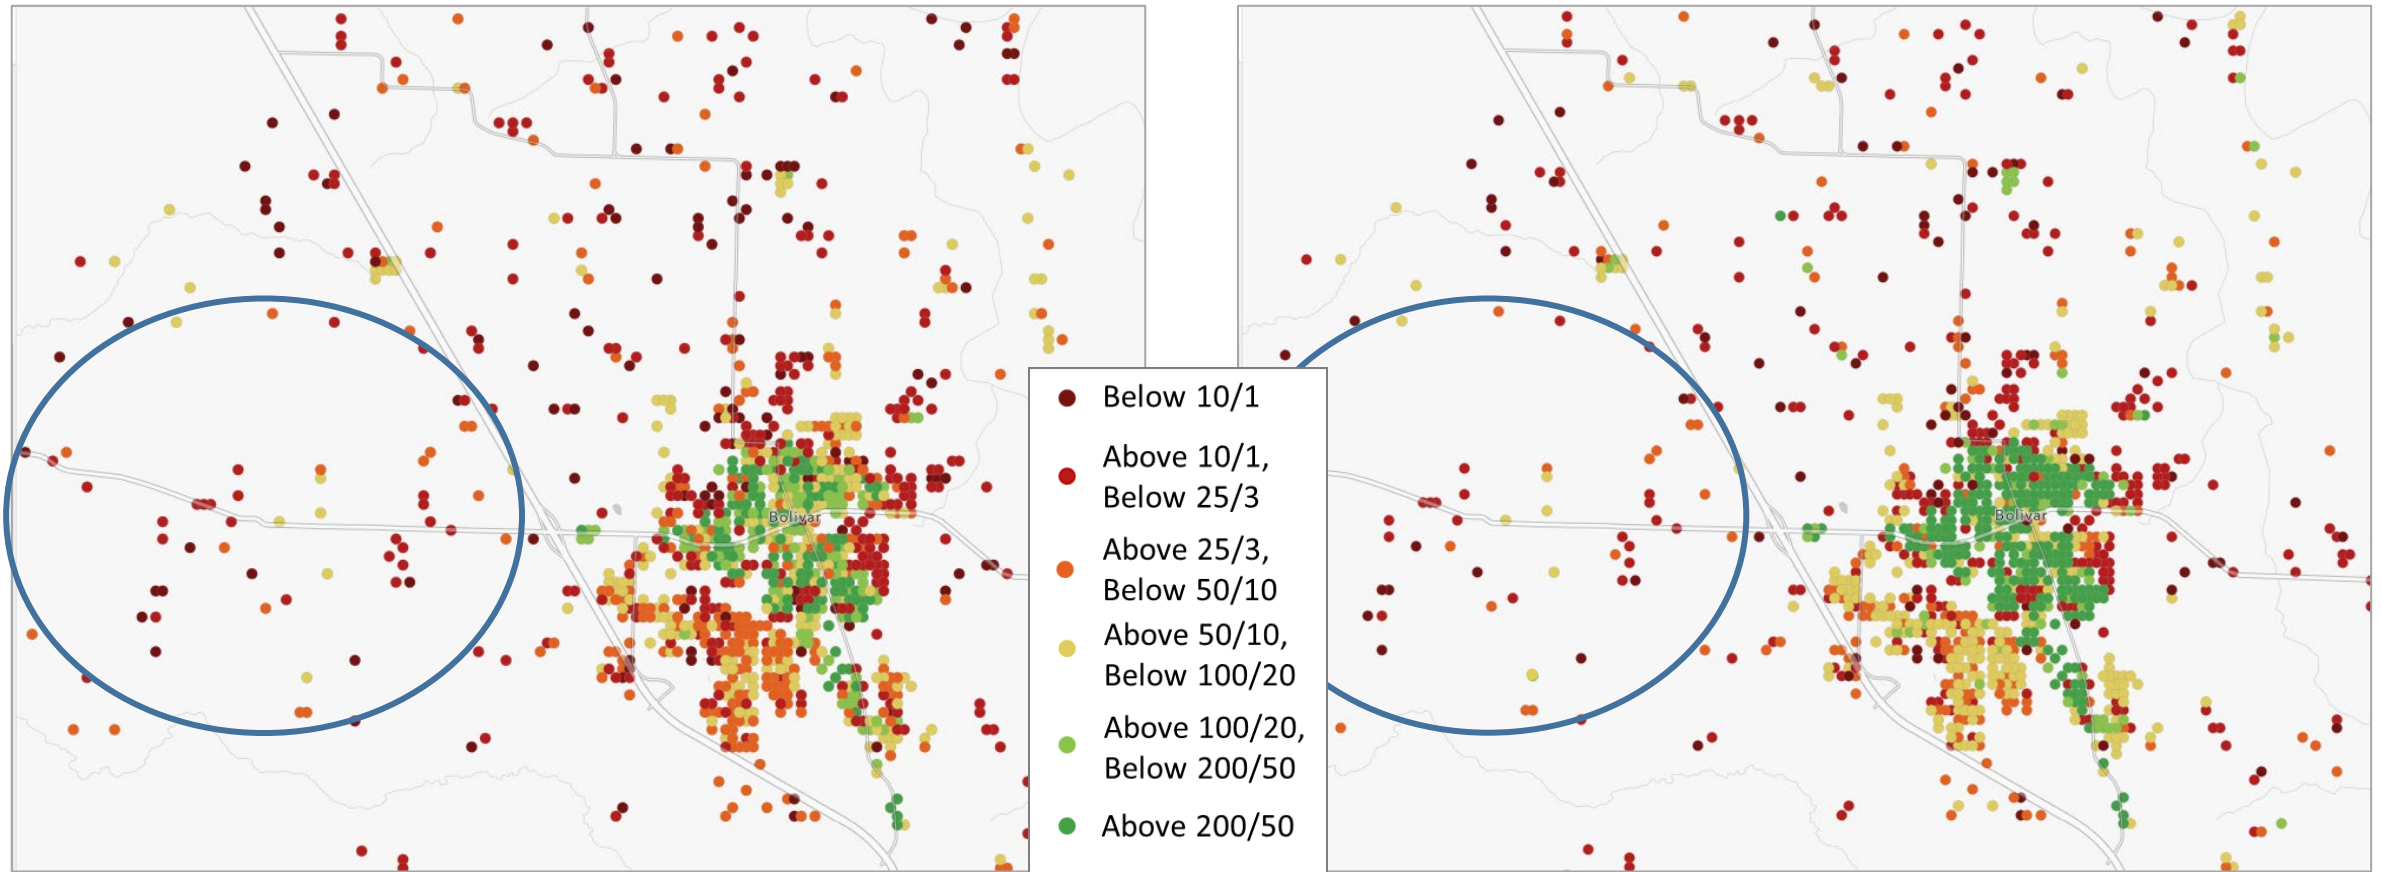 Bolivar
Below 10/1
Above 10/1,
Below 25/3
Above 25/3,
Below 50/10
Above 50/10,
Below 100/20
Above 100/20,
Below 200/50
Above 200/50
Bolivar